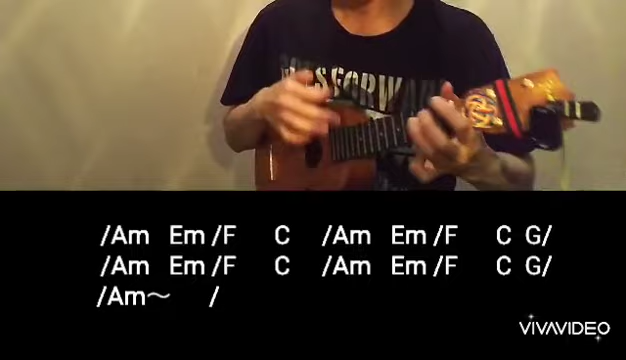 /Am Em /F C /Am Em /F C G/
/Am Em /F C /Am Em /F C G/
/Am〜 /
VIVAVIDEO